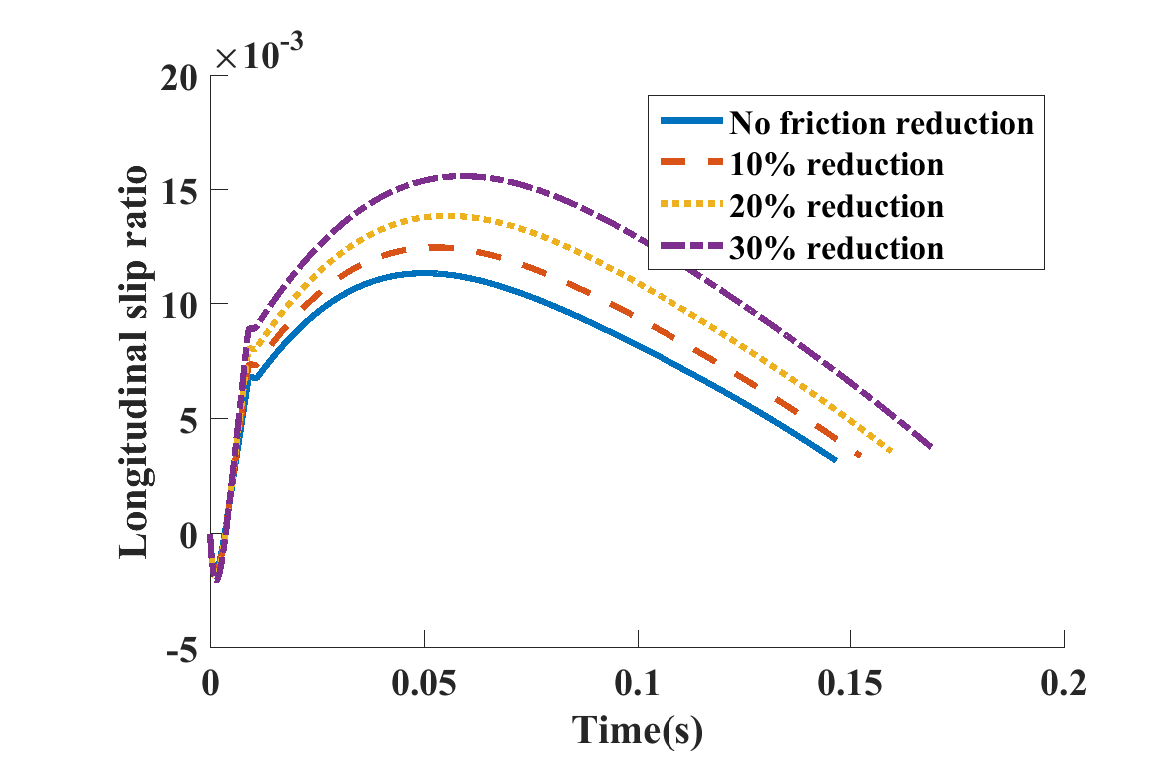 ×10-3
20
15
10
5
0
-5
Longitudinal slip ratio
No friction reduction
10% reduction
20% reduction
30% reduction
0 0.05 0.1 0.15 0.2
Time(s)